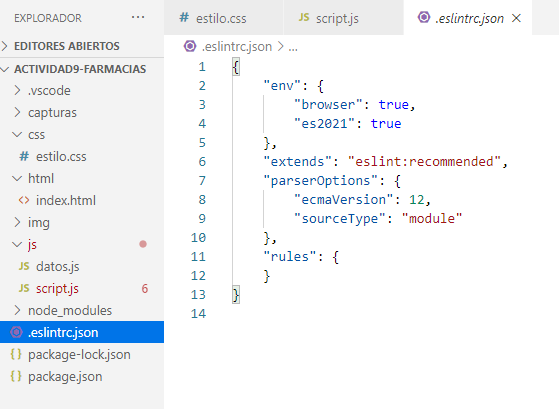 EXPLORADOR
EDITORES ABIERTOS
ACTIVIDAD9-FARMACIAS
.vscode
capturas
css
estilo.css
html
<> index.html
img
js
JS datos.js
JS script.js 6
node_modules
.eslintrc.json
{} package-lock.json
{} package.json
# estilo.css
JS script.js
.eslintrc.json ×
.eslintrc.json > ...
1 {
2     "env": {
3         "browser": true,
4         "es2021": true
5     },
6     "extends": "eslint:recommended",
7     "parserOptions": {
8         "ecmaVersion": 12,
9         "sourceType": "module"
10     },
11     "rules": {
12     }
13 }
14